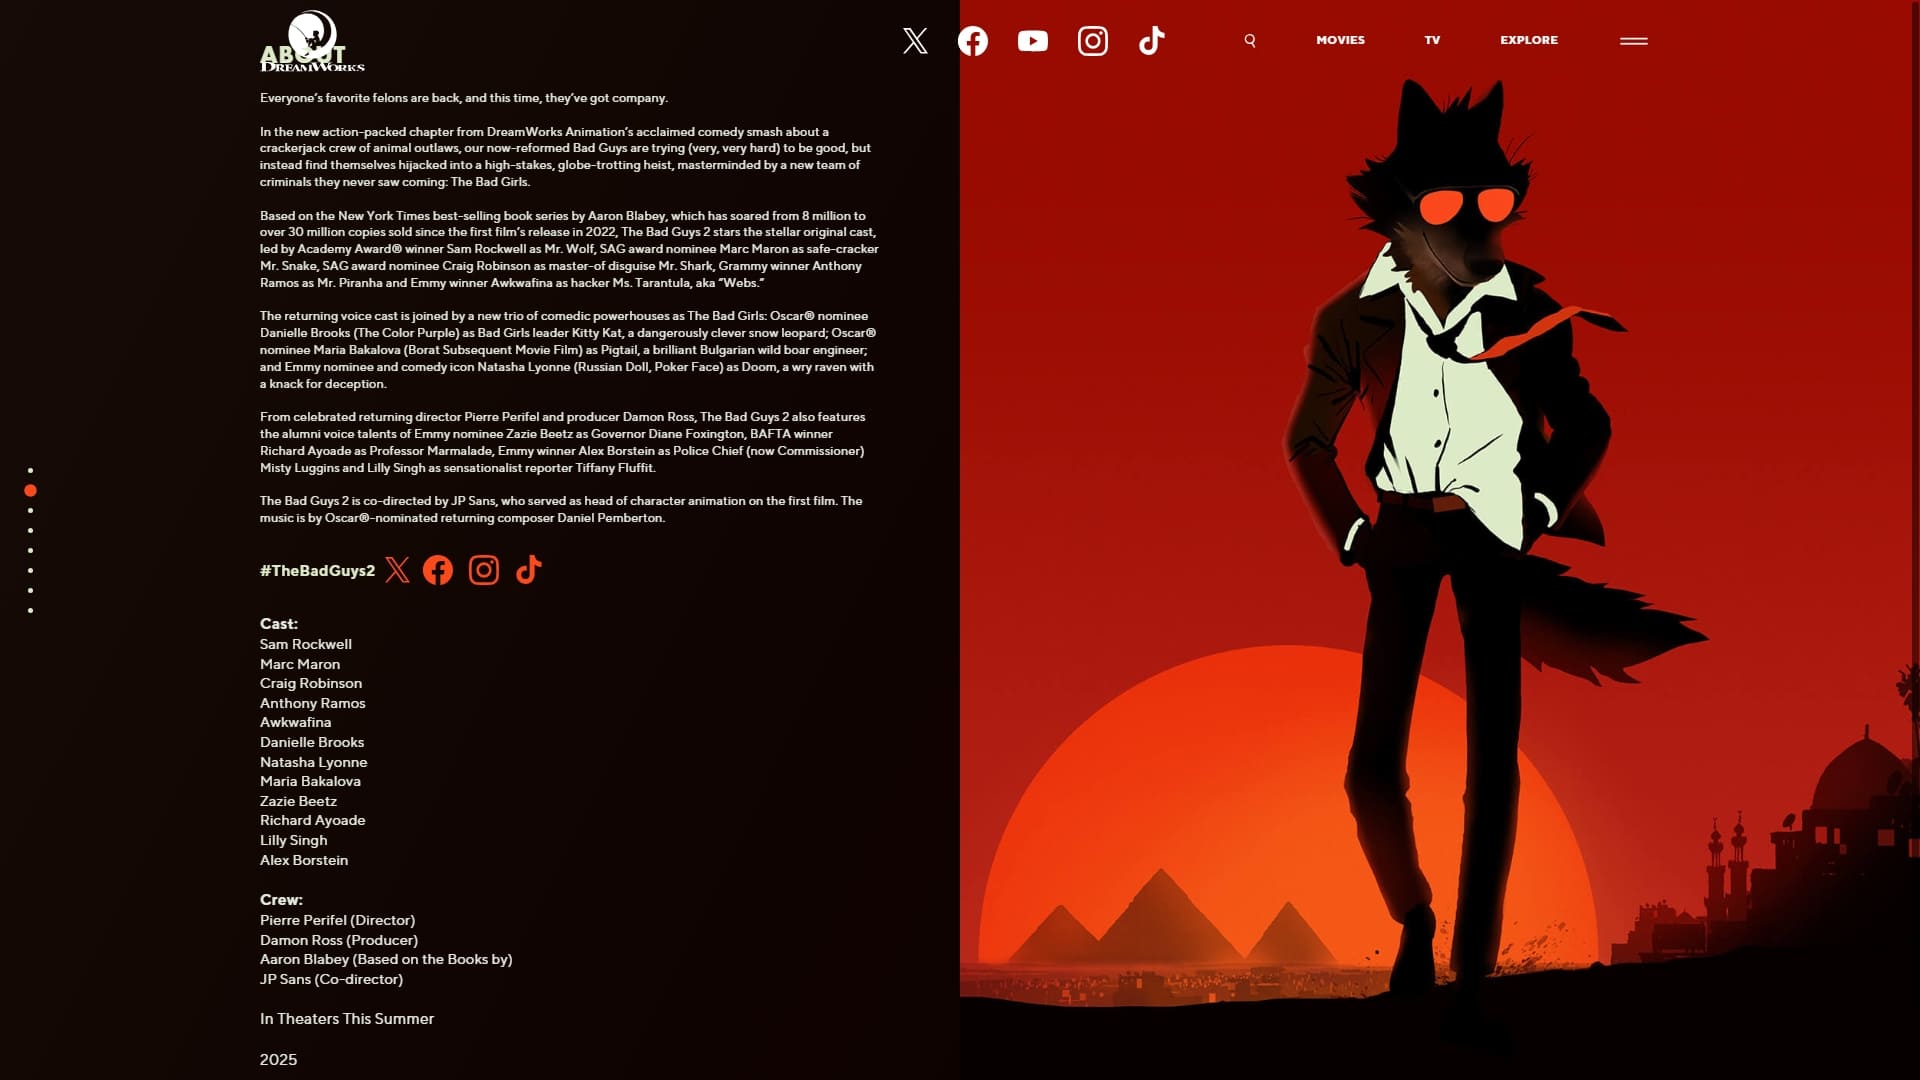 ABOUT
DREAMWORKS
MOVIES
TV
EXPLORE
Everyone’s favorite felons are back, and this time, they’ve got company.
In the new action-packed chapter from DreamWorks Animation’s acclaimed comedy smash about a
crackerjack crew of animal outlaws, our now-reformed Bad Guys are trying (very, very hard) to be good, but
instead find themselves hijacked into a high-stakes, globe-trotting heist, masterminded by a new team of
criminals they never saw coming: The Bad Girls.
Based on the New York Times best-selling book series by Aaron Blabey, which has soared from 8 million to
over 30 million copies sold since the first film’s release in 2022, The Bad Guys 2 stars the stellar original cast,
led by Academy Award® winner Sam Rockwell as Mr. Wolf, SAG award nominee Marc Maron as safe-cracker
Mr. Snake, SAG award nominee Craig Robinson as master-of disguise Mr. Shark, Grammy winner Anthony
Ramos as Mr. Piranha and Emmy winner Awkwafina as hacker Ms. Tarantula, aka “Webs.”
The returning voice cast is joined by a new trio of comedic powerhouses as The Bad Girls: Oscar® nominee
Danielle Brooks (The Color Purple) as Bad Girls leader Kitty Kat, a dangerously clever snow leopard; Oscar®
nominee Maria Bakalova (Borat Subsequent Movie Film) as Pigtail, a brilliant Bulgarian wild boar engineer;
and Emmy nominee and comedy icon Natasha Lyonne (Russian Doll, Poker Face) as Doom, a wry raven with
a knack for deception.
From celebrated returning director Pierre Perifel and producer Damon Ross, The Bad Guys 2 also features
the alumni voice talents of Emmy nominee Zazie Beetz as Governor Diane Foxington, BAFTA winner
Richard Ayoade as Professor Marmalade, Emmy winner Alex Borstein as Police Chief (now Commissioner)
Misty Luggins and Lilly Singh as sensationalist reporter Tiffany Fluffit.
The Bad Guys 2 is co-directed by JP Sans, who served as head of character animation on the first film. The
music is by Oscar®-nominated returning composer Daniel Pemberton.
#TheBadGuys2
Cast:
Sam Rockwell
Marc Maron
Craig Robinson
Anthony Ramos
Awkwafina
Danielle Brooks
Natasha Lyonne
Maria Bakalova
Zazie Beetz
Richard Ayoade
Lilly Singh
Alex Borstein
Crew:
Pierre Perifel (Director)
Damon Ross (Producer)
Aaron Blabey (Based on the Books by)
JP Sans (Co-director)
In Theaters This Summer
2025